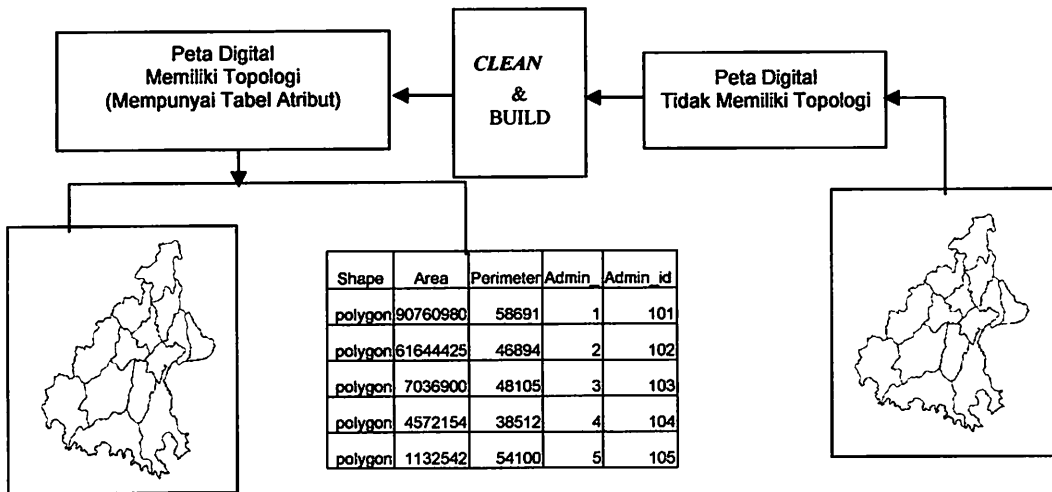 Peta Digital
Memiliki Topologi
(Mempunyai Tabel Atribut)
CLEAN
&
BUILD
Peta Digital
Tidak Memiliki Topologi
Shape Area Perimeter Admin_ Admin_id
polygon 90760980 58691 1 101
polygon 61644425 46894 2 102
polygon 7036900 48105 3 103
polygon 4572154 38512 4 104
polygon 1132542 54100 5 105